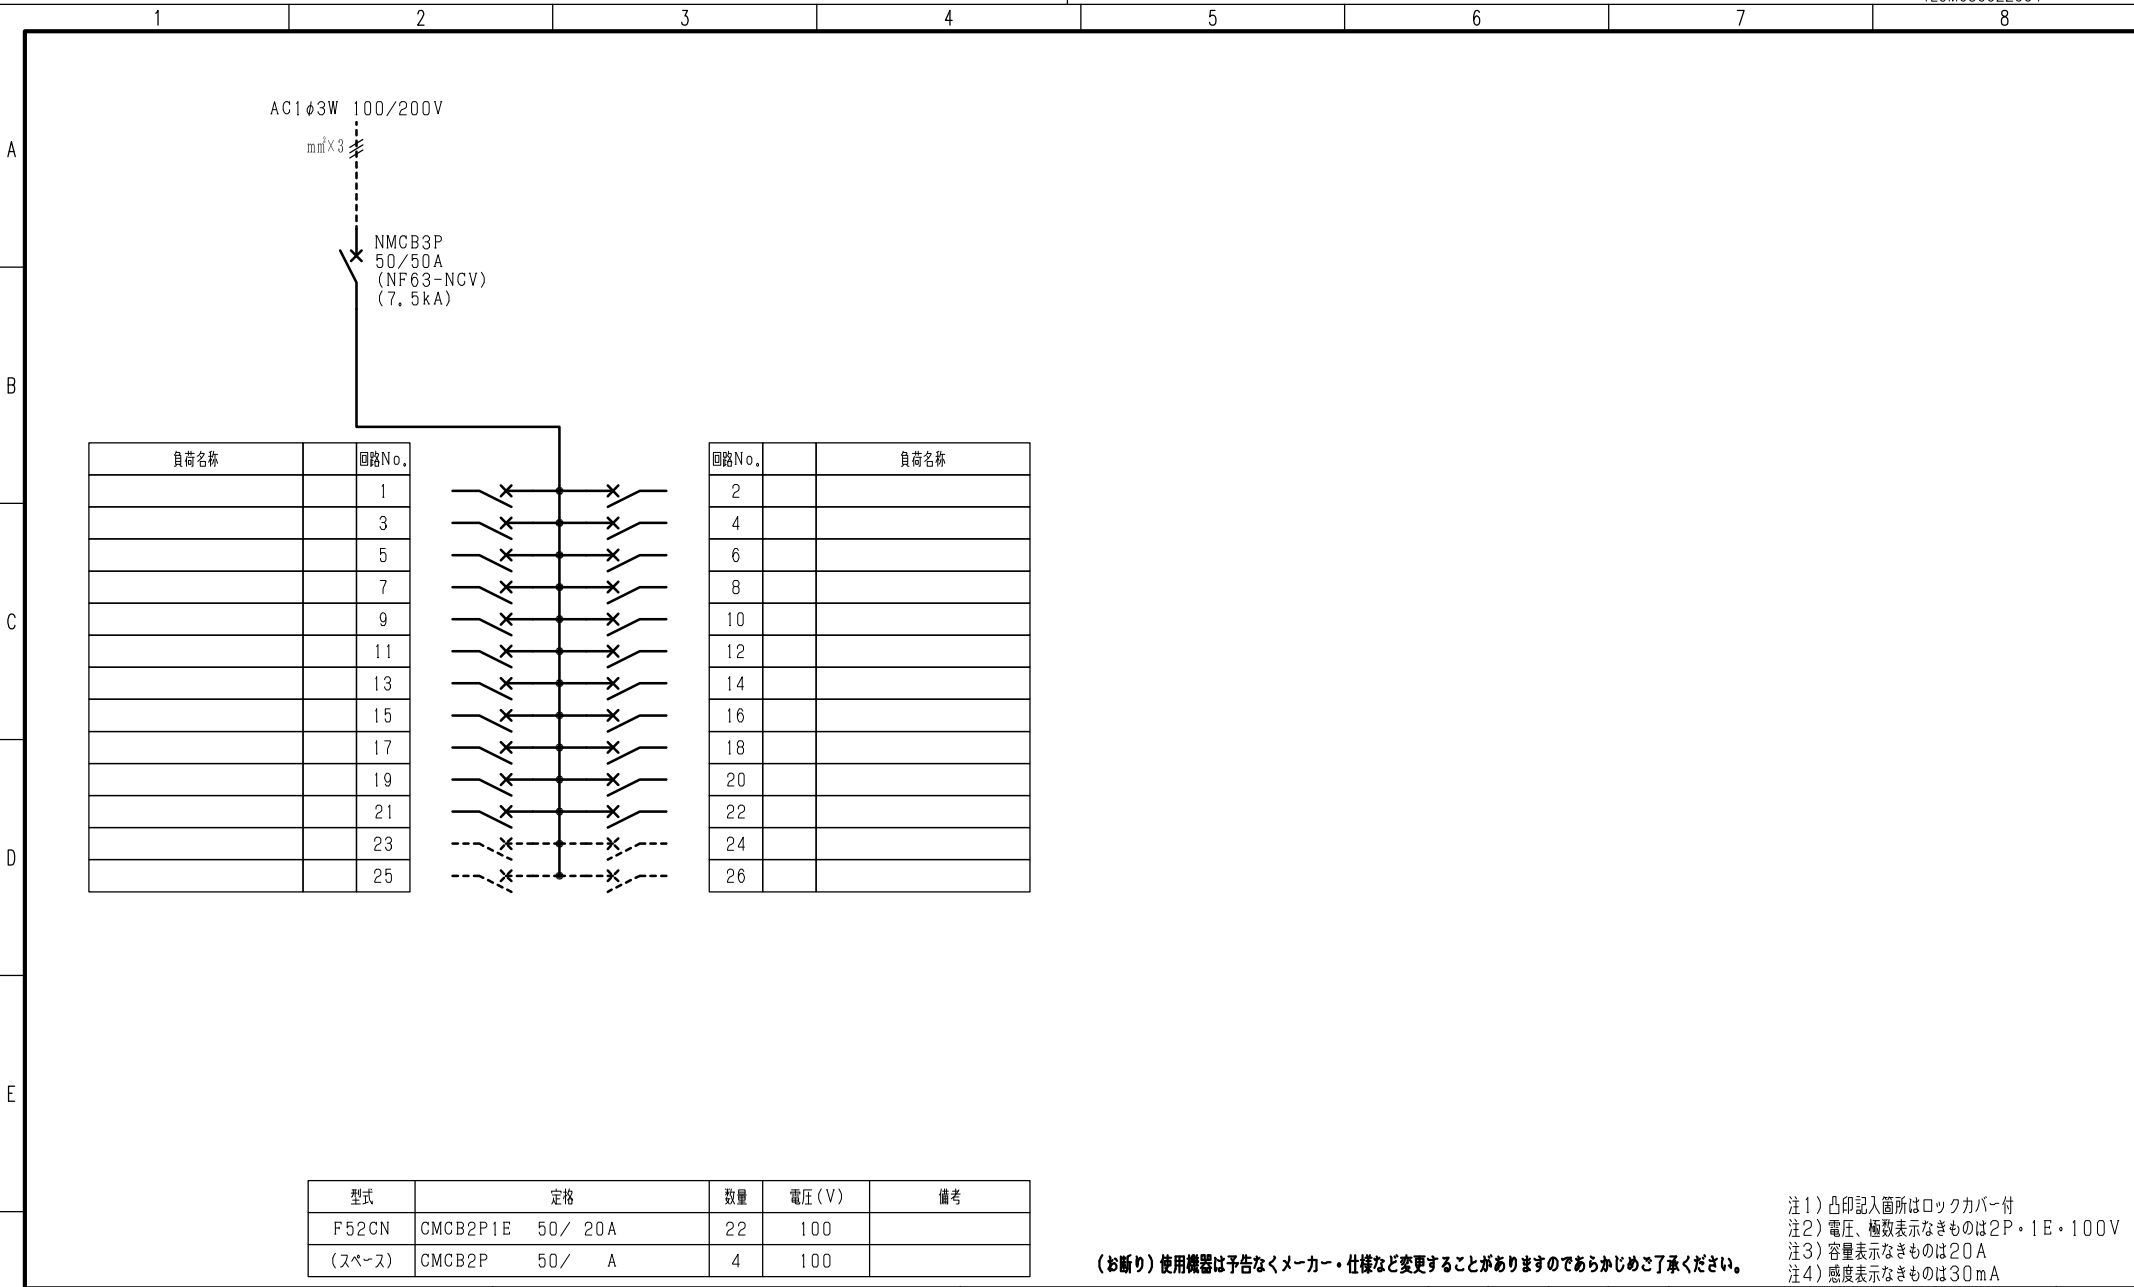 1 2 3 4 5 6 7 8
A
B
C
D
E
AC1φ3W 100/200V
m㎡×3
NMCB3P
50/50A
(NF63-NCV)
(7.5kA)
負荷名称 回路No. 回路No. 負荷名称
1 2
3 4
5 6
7 8
9 10
11 12
13 14
15 16
17 18
19 20
21 22
23 24
25 26
型式 定格 数量 電圧(V) 備考
F52CN CMCB2P1E 50/ 20A 22 100
(スペース) CMCB2P 50/ A 4 100
(お断り)使用機器は予告なくメーカー・仕様など変更することがありますのであらかじめご了承ください。
注1)凸印記入箇所はロックカバー付
注2)電圧、極数表示なきものは2P・1E・100V
注3)容量表示なきものは20A
注4)感度表示なきものは30mA